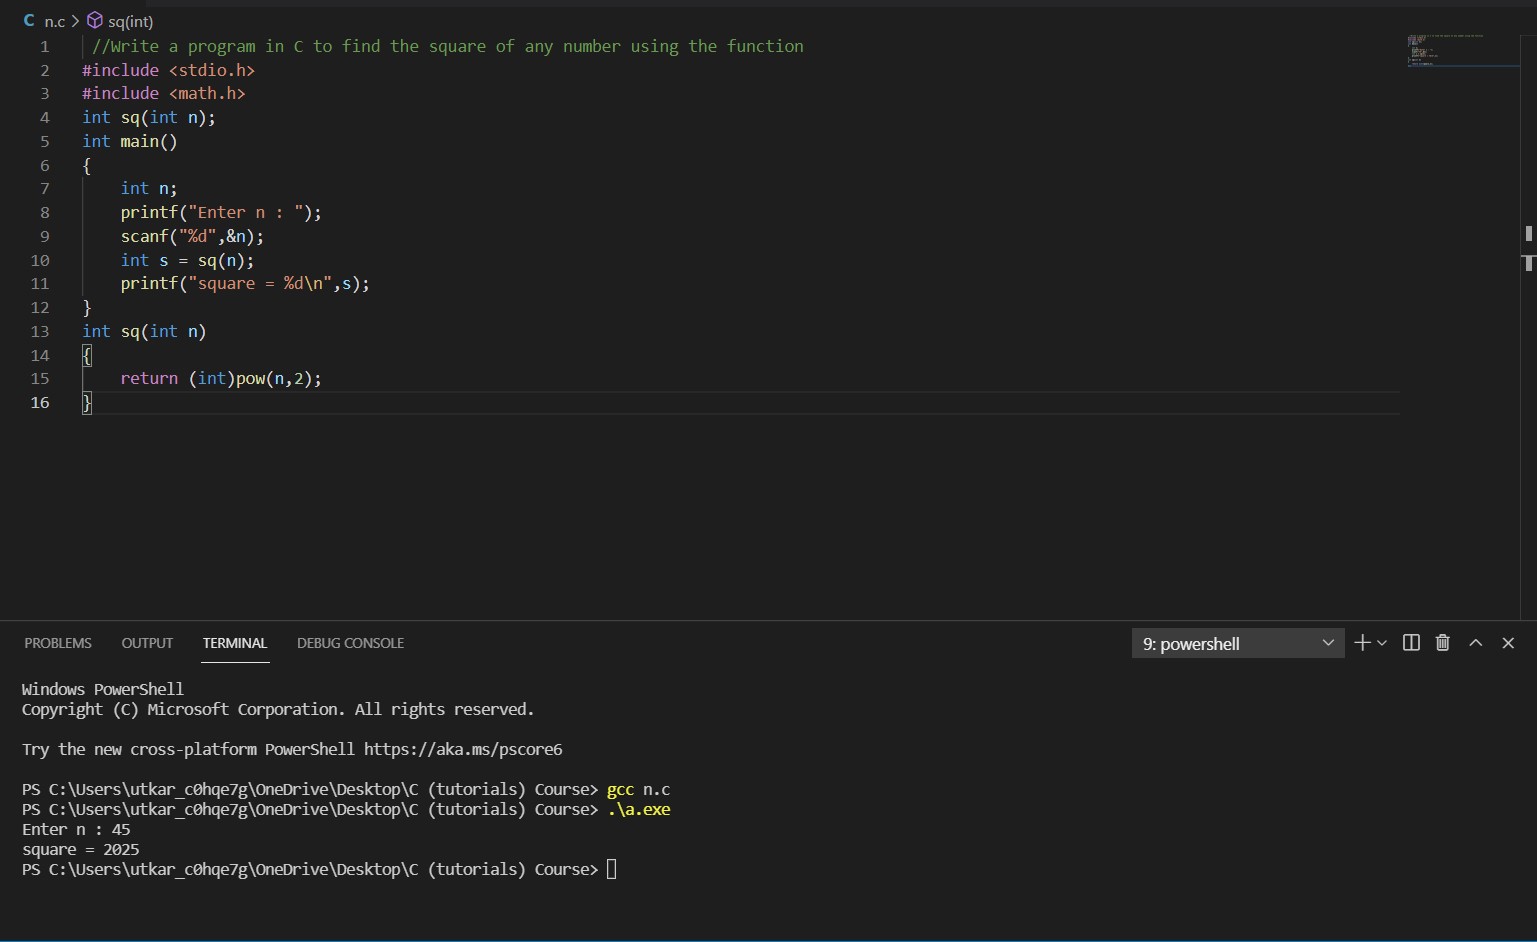 C n.c > sq(int)
1 //Write a program in C to find the square of any number using the function
2 #include <stdio.h>
3 #include <math.h>
4 int sq(int n);
5 int main()
6 {
7 int n;
8 printf("Enter n : ");
9 scanf("%d",&n);
10 int s = sq(n);
11 printf("square = %d\n",s);
12 }
13 int sq(int n)
14 {
15 return (int)pow(n,2);
16 }
PROBLEMS OUTPUT TERMINAL DEBUG CONSOLE 9: powershell
Windows PowerShell
Copyright (C) Microsoft Corporation. All rights reserved.
Try the new cross-platform PowerShell https://aka.ms/pscore6
PS C:\Users\utkar_c0hqe7g\OneDrive\Desktop\C (tutorials) Course> gcc n.c
PS C:\Users\utkar_c0hqe7g\OneDrive\Desktop\C (tutorials) Course> .\a.exe
Enter n : 45
square = 2025
PS C:\Users\utkar_c0hqe7g\OneDrive\Desktop\C (tutorials) Course>